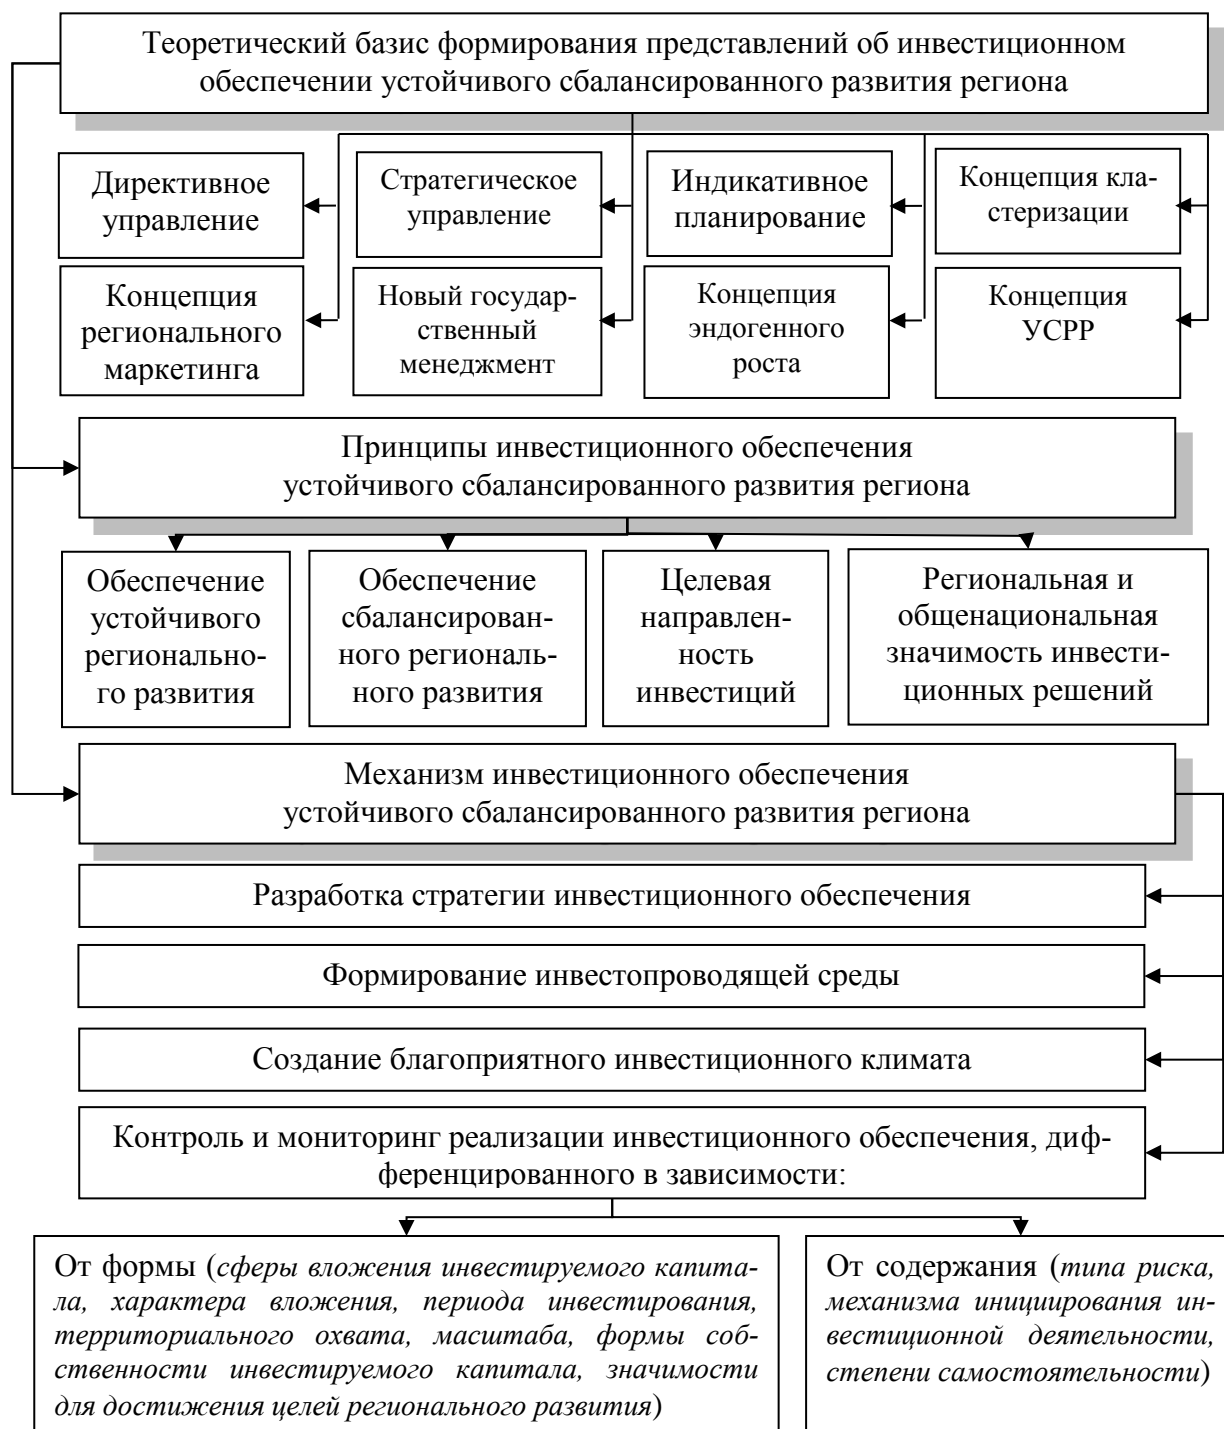 Теоретический базис формирования представлений об инвестиционном
обеспечении устойчивого сбалансированного развития региона
Директивное
управление
Стратегическое
управление
Индикативное
планирование
Концепция кла-
стеризации
Концепция
регионального
маркетинга
Новый государ-
ственный
менеджмент
Концепция
эндогенного
роста
Концепция
УСРР
Принципы инвестиционного обеспечения
устойчивого сбалансированного развития региона
Обеспечение
устойчивого
регионально-
го развития
Обеспечение
сбалансирован-
ного региональ-
ного развития
Целевая
направлен-
ность
инвестиций
Региональная и
общенациональная
значимость инвести-
ционных решений
Механизм инвестиционного обеспечения
устойчивого сбалансированного развития региона
Разработка стратегии инвестиционного обеспечения
Формирование инвестопроводящей среды
Создание благоприятного инвестиционного климата
Контроль и мониторинг реализации инвестиционного обеспечения, диф-
ференцированного в зависимости:
От формы (сферы вложения инвестируемого капита-
ла, характера вложения, периода инвестирования,
территориального охвата, масштаба, формы соб-
ственности инвестируемого капитала, значимости
для достижения целей регионального развития)
От содержания (типа риска,
механизма инициирования ин-
вестиционной деятельности,
степени самостоятельности)